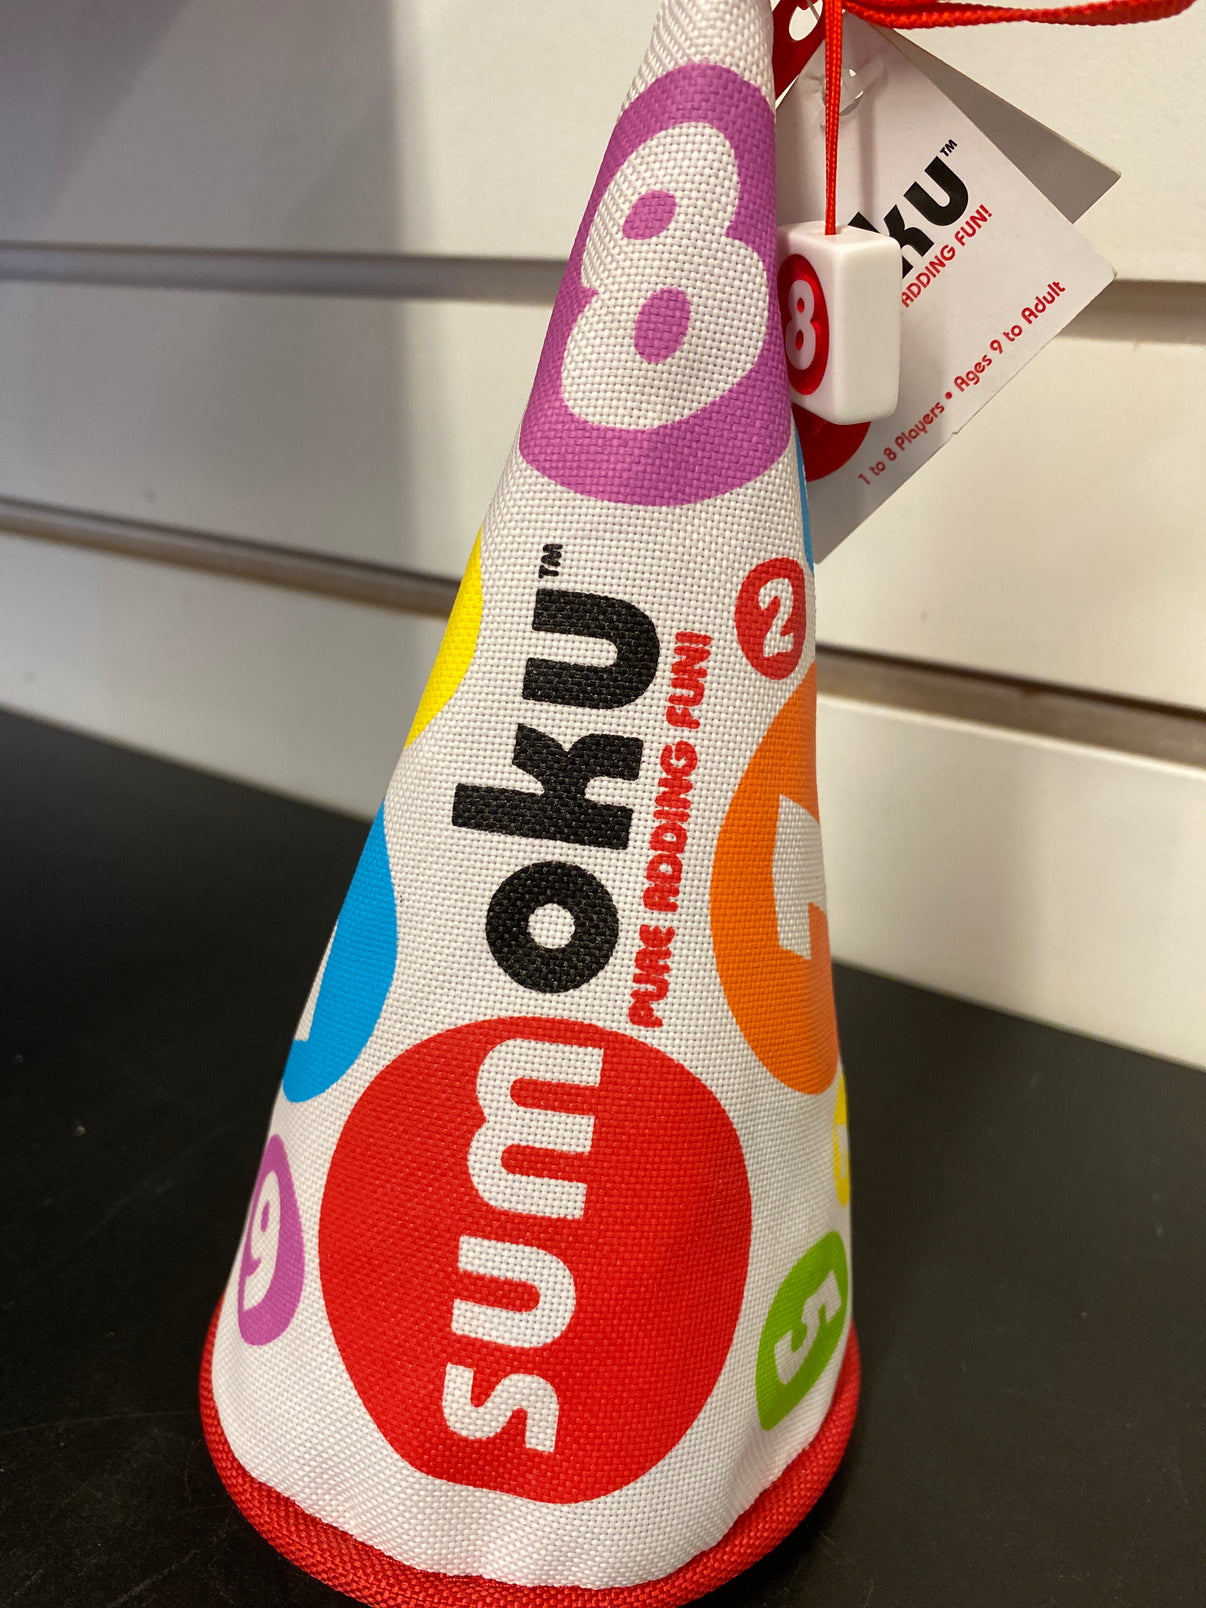 8
sumoku™
PURE ADDING FUN!
2
9
5
8
ku™
ADDING FUN!
1 to 8 Players • Ages 9 to Adult